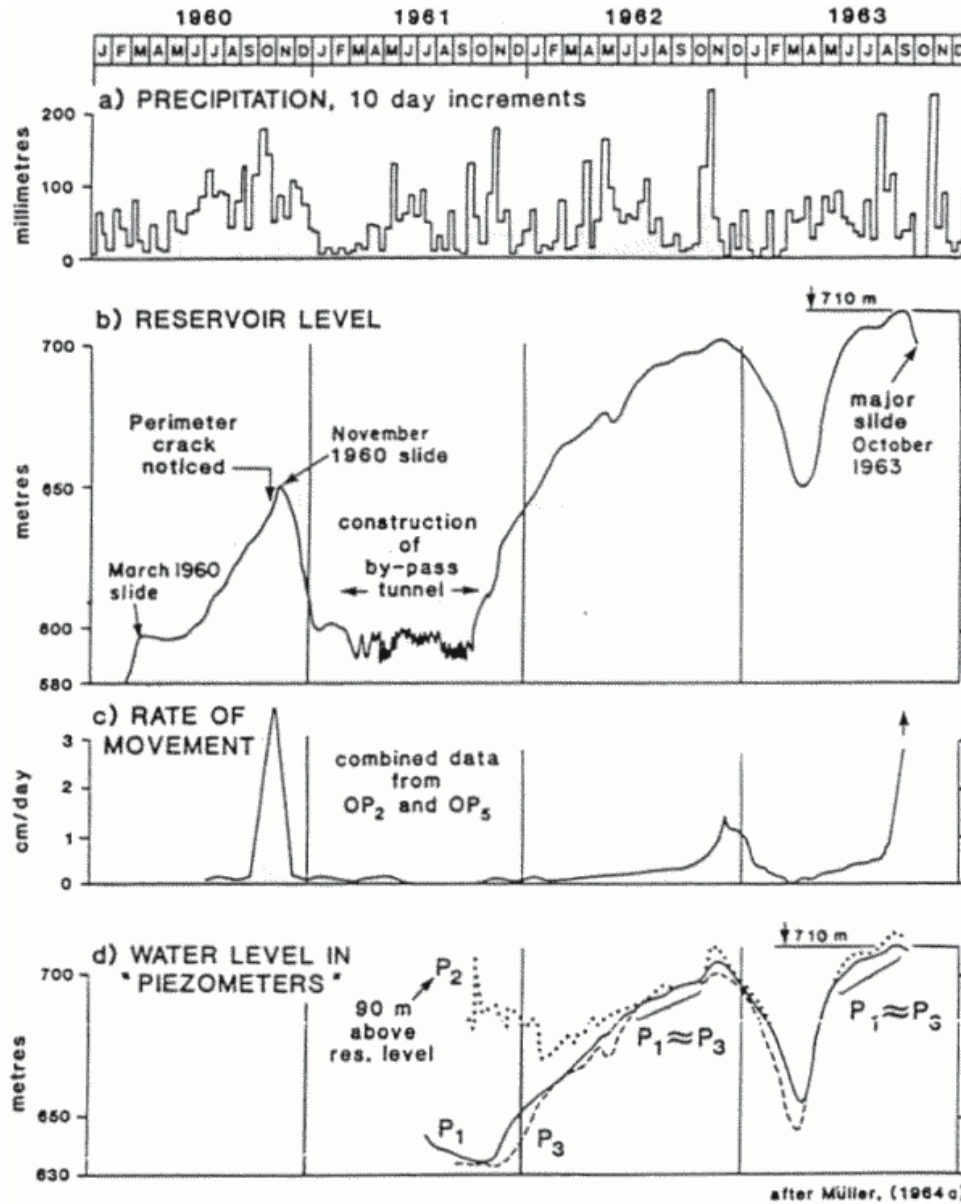 1960 1961 1962 1963
J F M A M J J A S O N D J F M A M J J A S O N D J F M A M J J A S O N D J F M A M J J A S O N D
a) PRECIPITATION, 10 day increments
200
100
0
millimetres
b) RESERVOIR LEVEL
710 m
700
650
600
580
metres
Perimeter
crack
noticed
November
1960 slide
March 1960
slide
construction
of
by-pass
tunnel
major
slide
October
1963
c) RATE OF
MOVEMENT
3
2
1
0
cm/day
combined data
from
OP2 and OP5
d) WATER LEVEL IN
"PIEZOMETERS"
710 m
700
650
630
metres
P2
90 m
above
res. level
P1≈P3
P1≈P3
P1
P3
after Müller, (1964 a)